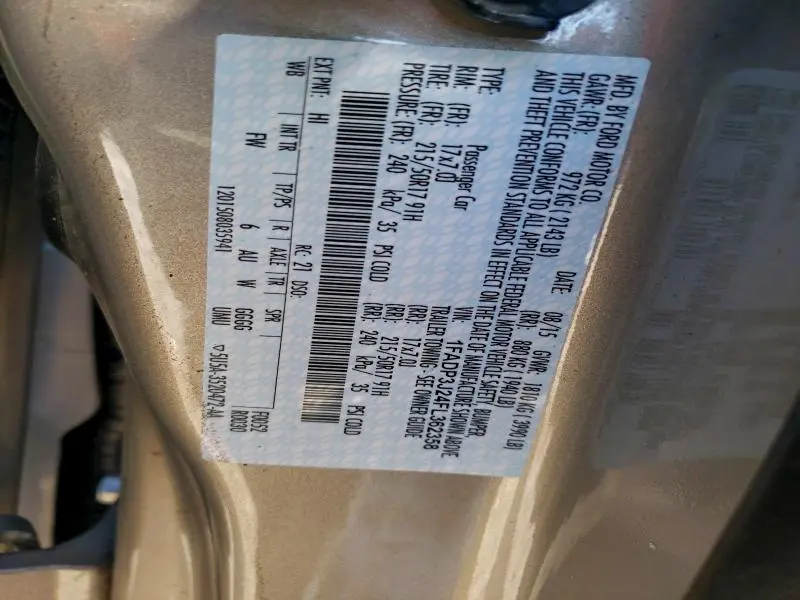 MFD. BY FORD MOTOR CO.
DATE: 08/15 GVWR: 1810 KG ( 3990 LB)
GAWR: (FR): 972 KG ( 2143 LB) (RR): 880 KG ( 1940 LB)
THIS VEHICLE CONFORMS TO ALL APPLICABLE FEDERAL MOTOR VEHICLE SAFETY, BUMPER,
AND THEFT PREVENTION STANDARDS IN EFFECT ON THE DATE OF MANUFACTURE SHOWN ABOVE
VIN: 1FADP3J24FL362358
TYPE: Passenger Car TRAILER TOWING - SEE OWNER GUIDE
RIM: (FR): 17x7.0J (RR): 17x7.0J
TIRE: (FR): 215/50R17 91H (RR): 215/50R17 91H
PRESSURE: (FR): 240 kPa/ 35 PSI COLD (RR): 240 kPa/ 35 PSI COLD
EXT PNT: HI RC: 21 DSO:
WB INT TR TP/PS R AXLE TR SPR
FW 6 AU W GGGG F0052 R0030
120150803594 1 UNU